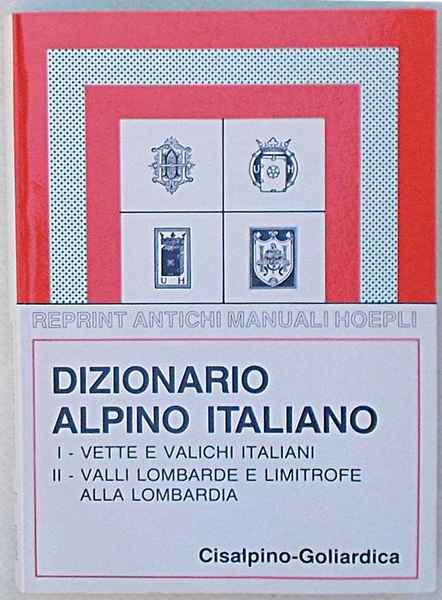 U H
U H
REPRINT ANTICHI MANUALI HOEPLI
DIZIONARIO
ALPINO ITALIANO
I - VETTE E VALICHI ITALIANI
II - VALLI LOMBARDE E LIMITROFE
ALLA LOMBARDIA
Cisalpino-Goliardica